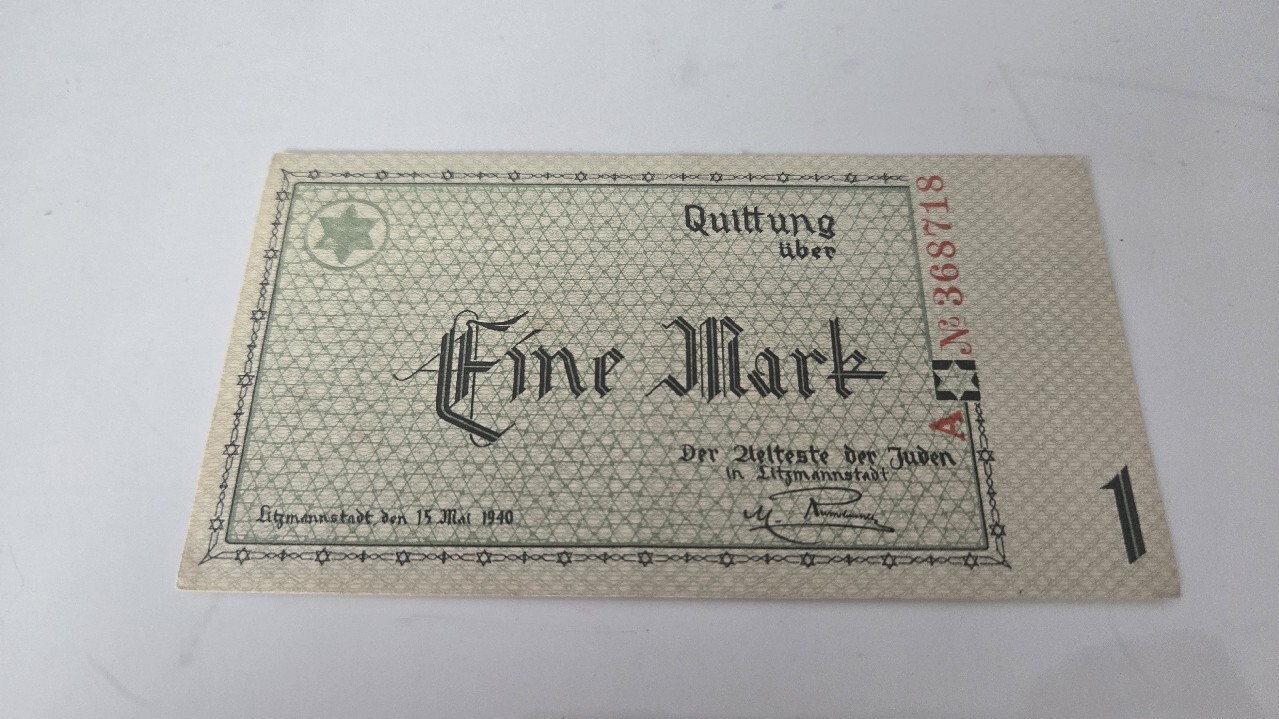 Quittung
über
Eine Mark
Der Aelteste der Juden
in Litzmannstadt
Litzmannstadt, den 15. Mai 1940
A № 368718
1